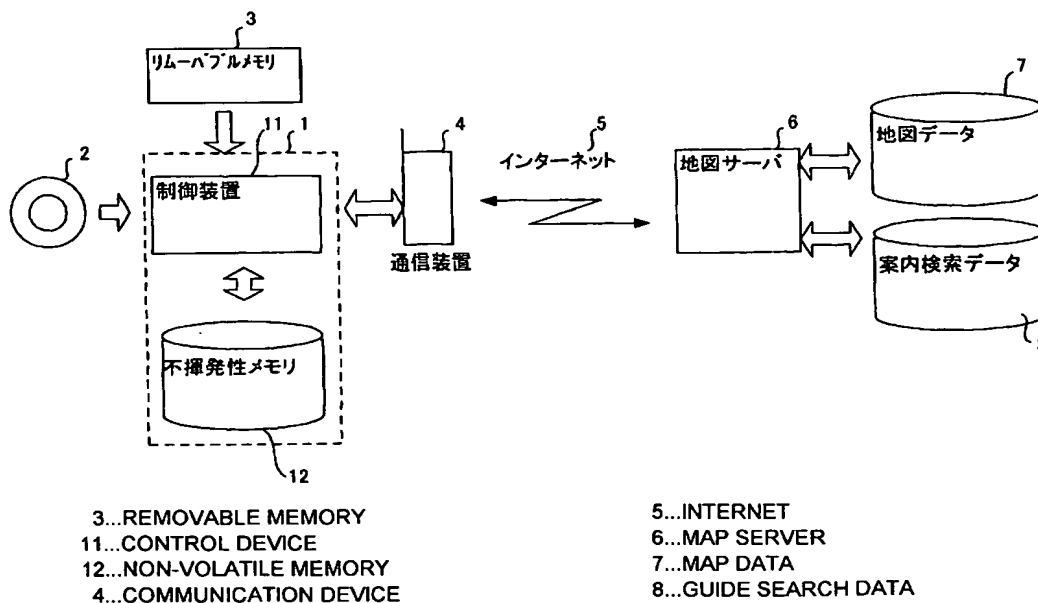 3
リムーバブルメモリ
11
1
2
制御装置
4
通信装置
5
インターネット
6
地図サーバ
7
地図データ
案内検索データ
不揮発性メモリ
12
3...REMOVABLE MEMORY
11...CONTROL DEVICE
12...NON-VOLATILE MEMORY
4...COMMUNICATION DEVICE
5...INTERNET
6...MAP SERVER
7...MAP DATA
8...GUIDE SEARCH DATA